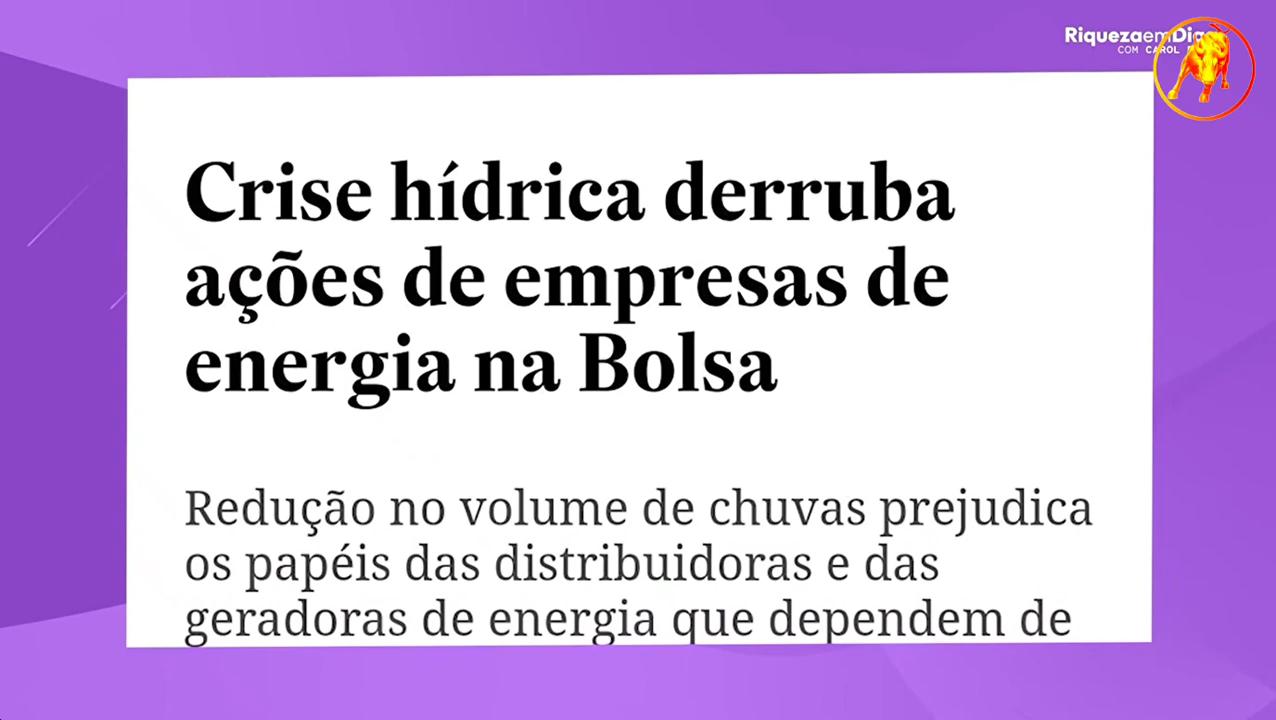 RiquezaemDia
COM CAROL
Crise hídrica derruba
ações de empresas de
energia na Bolsa
Redução no volume de chuvas prejudica
os papéis das distribuidoras e das
geradoras de energia que dependem de